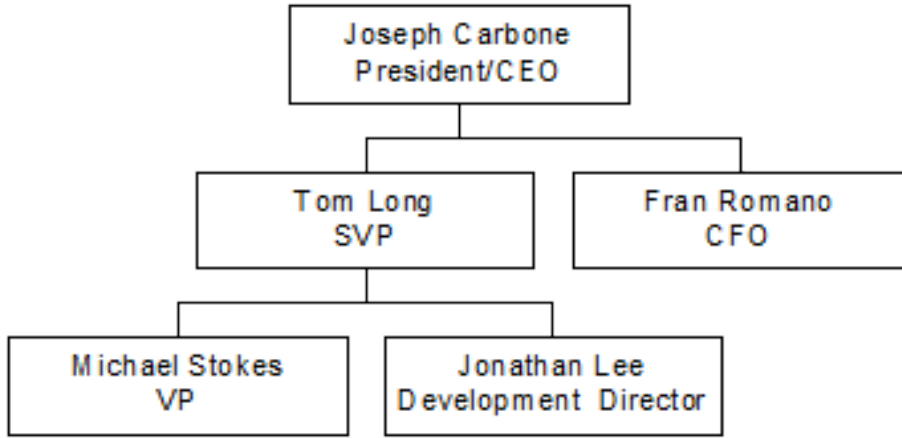 Joseph Carbone
President/CEO
Tom Long
SVP
Fran Romano
CFO
Michael Stokes
VP
Jonathan Lee
Development Director